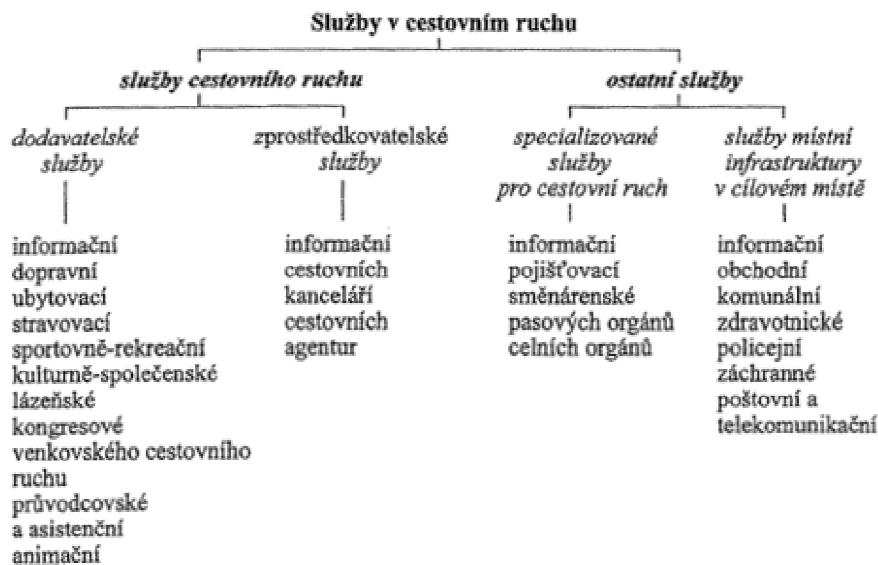 Služby v cestovním ruchu
služby cestovního ruchu
ostatní služby
dodavatelské
služby
zprostředkovatelské
služby
specializované
služby
pro cestovní ruch
služby místní
infrastruktury
v cílovém místě
informační
dopravní
ubytovací
stravovací
sportovně-rekreační
kulturně-společenské
lázeňské
kongresové
venkovského cestovního
ruchu
průvodcovské
a asistenční
animační
informační
cestovních
kanceláří
cestovních
agentur
informační
pojišťovací
směnárenské
pasových orgánů
celních orgánů
informační
obchodní
komunální
zdravotnické
policejní
záchranné
poštovní a
telekomunikační